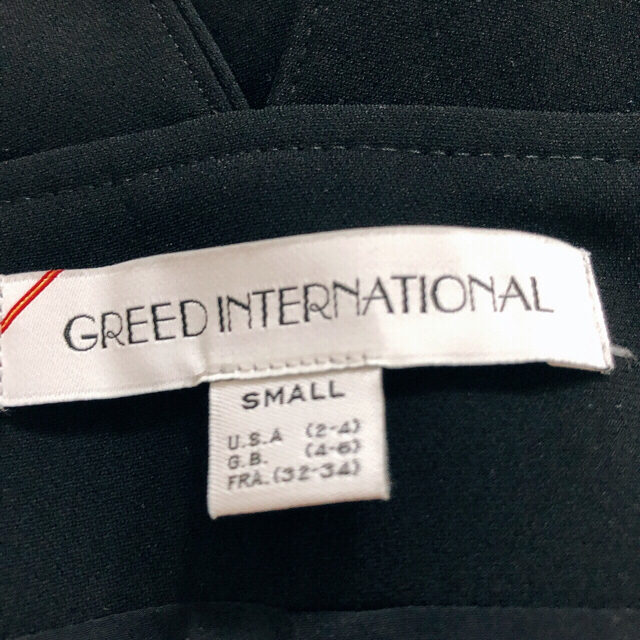 GREED INTERNATIONAL
SMALL
U.S.A (2-4)
G.B. (4-6)
FRA.(32-34)